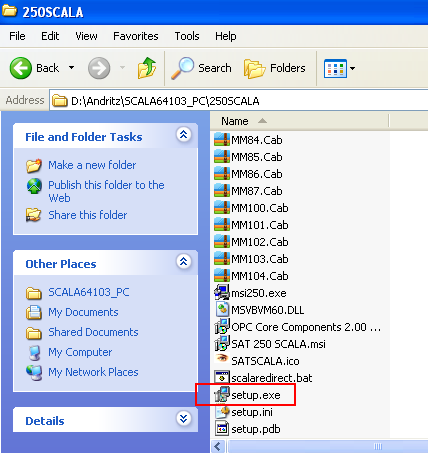 250SCALA
File Edit View Favorites Tools Help
Back Search Folders
Address D:\Andritz\SCALA64103_PC\250SCALA
File and Folder Tasks
Make a new folder
Publish this folder to the
Web
Share this folder
Other Places
SCALA64103_PC
My Documents
Shared Documents
My Computer
My Network Places
Details
Name
MM84.Cab
MM85.Cab
MM86.Cab
MM87.Cab
MM100.Cab
MM101.Cab
MM102.Cab
MM103.Cab
MM104.Cab
msi250.exe
MSVBVM60.DLL
OPC Core Components 2.00 ...
SAT 250 SCALA.msi
SATSCALA.ico
scalaredirect.bat
setup.exe
setup.ini
setup.pdb